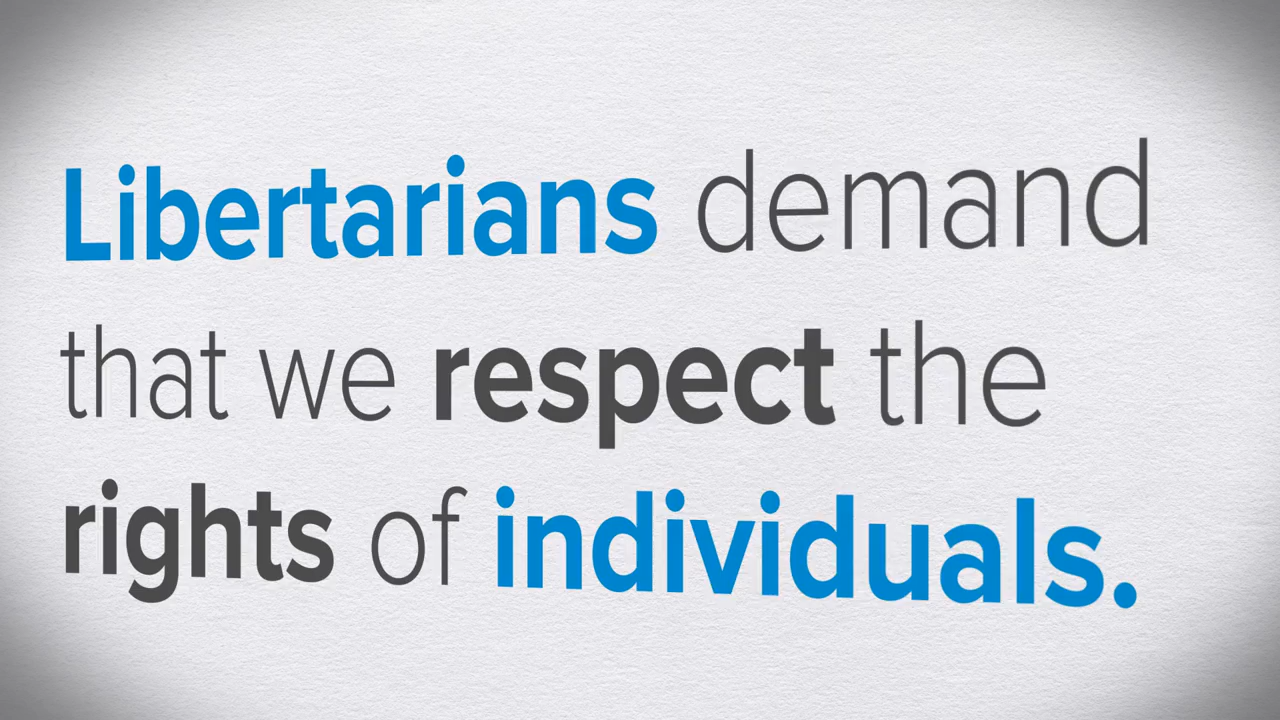 Libertarians demand
that we respect the
rights of individuals.